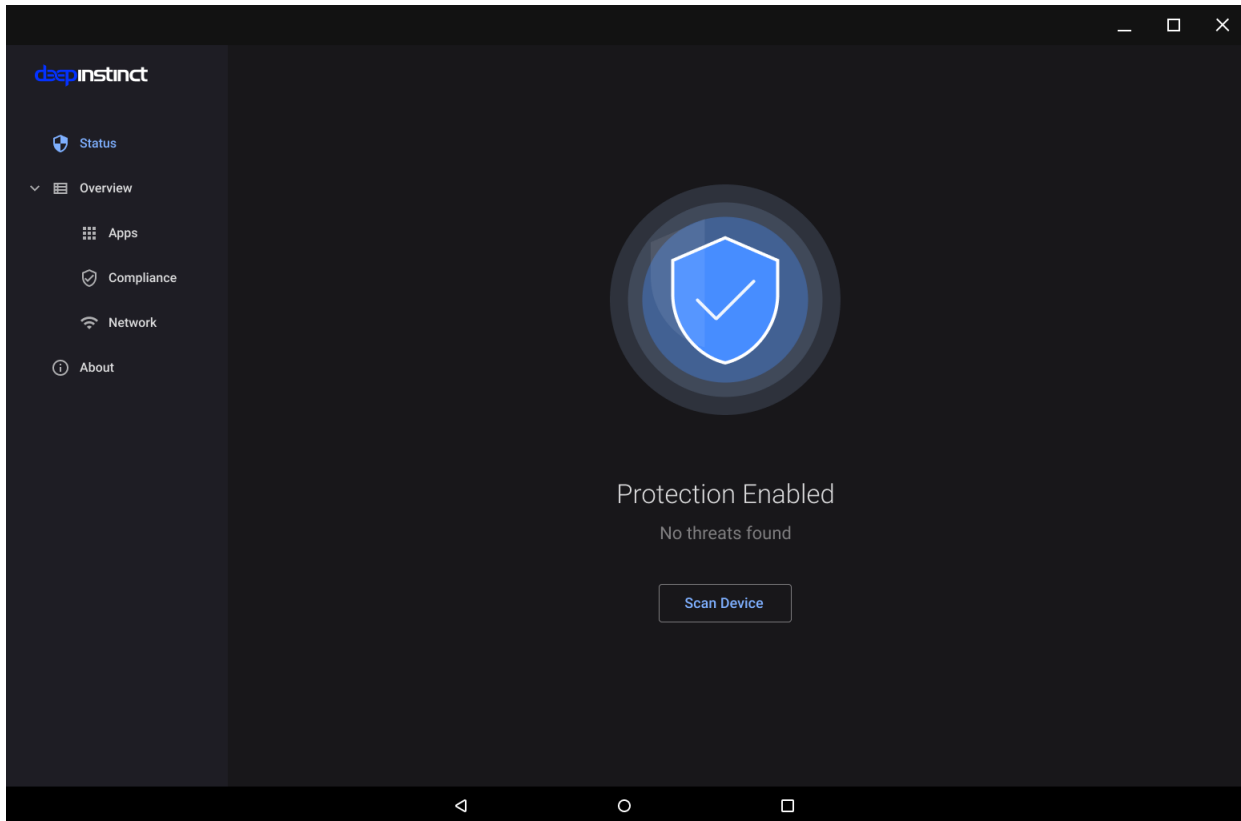 deepinstinct
Status
Overview
Apps
Compliance
Network
About
Protection Enabled
No threats found
Scan Device